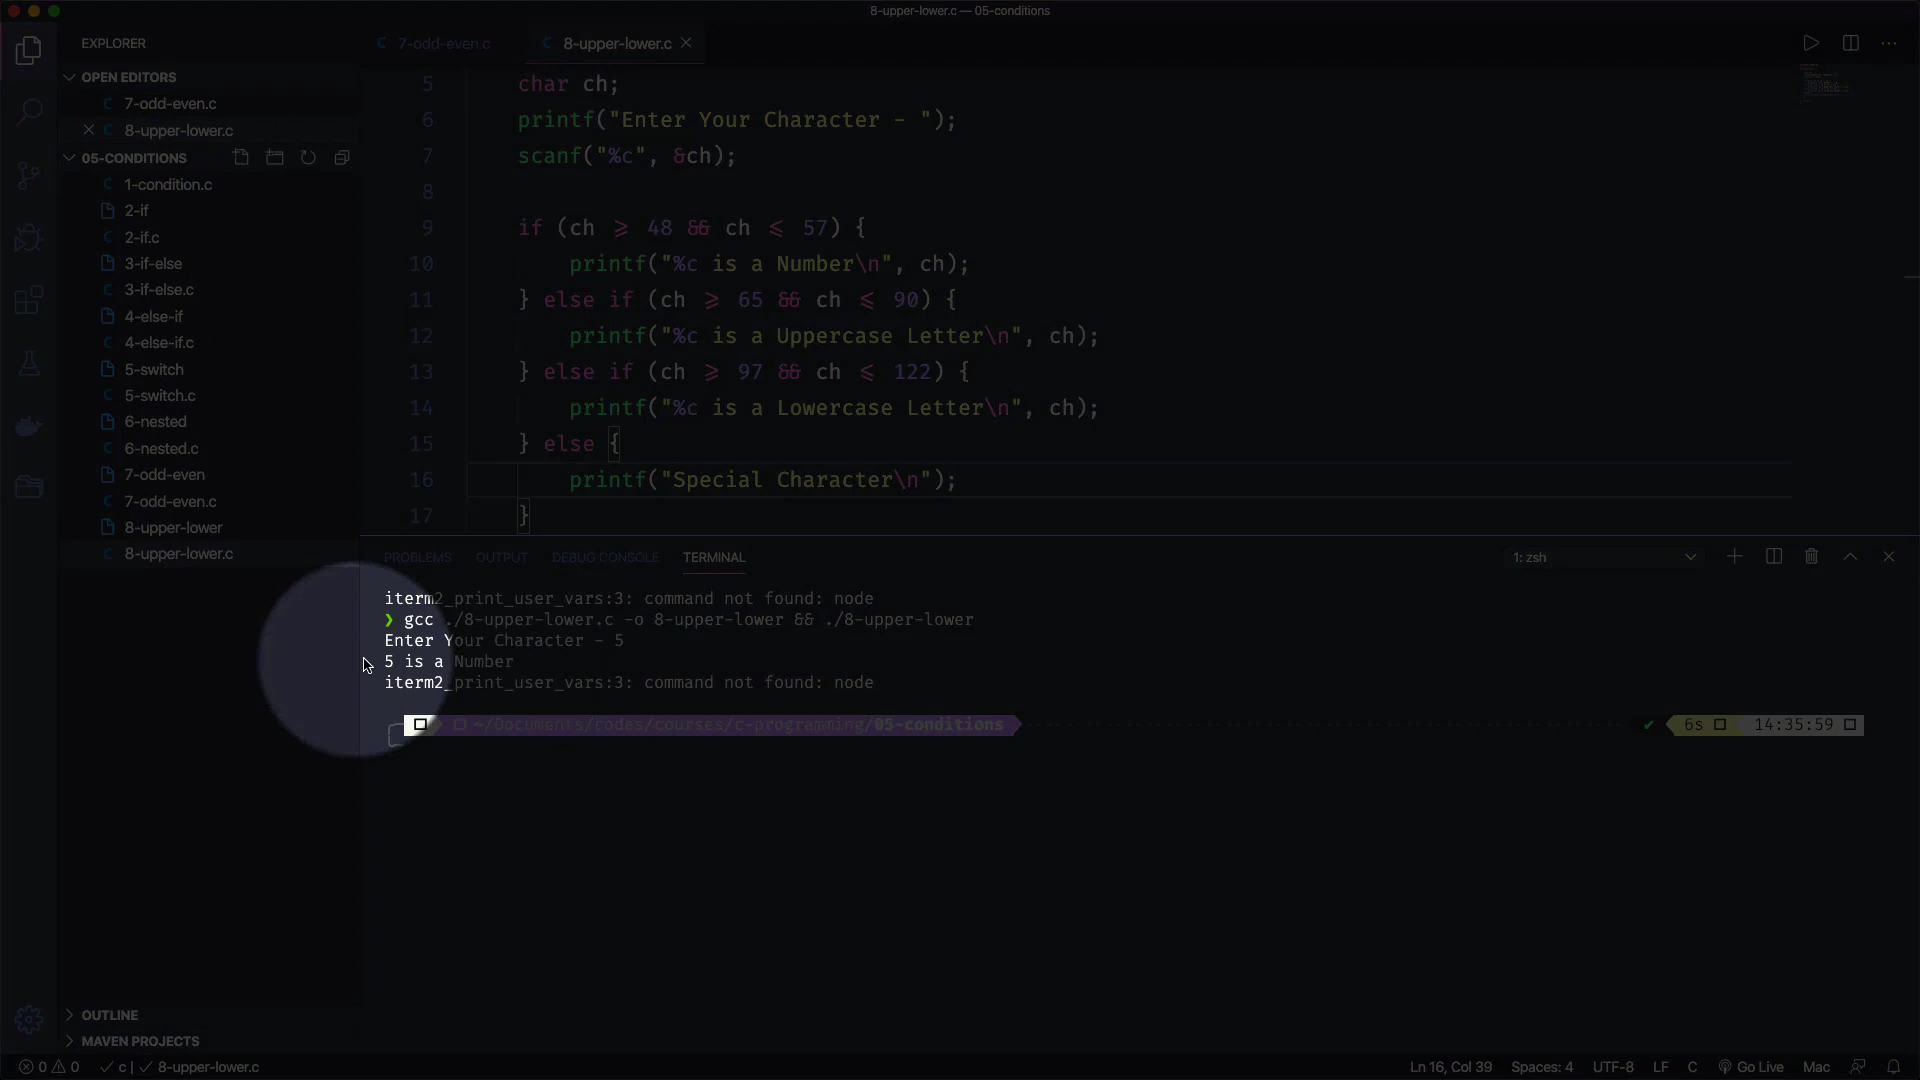 8-upper-lower.c — 05-conditions
EXPLORER
OPEN EDITORS
7-odd-even.c
8-upper-lower.c
05-CONDITIONS
1-condition.c
2-if
2-if.c
3-if-else
3-if-else.c
4-else-if
4-else-if.c
5-switch
5-switch.c
6-nested
6-nested.c
7-odd-even
7-odd-even.c
8-upper-lower
8-upper-lower.c
OUTLINE
MAVEN PROJECTS
7-odd-even.c
8-upper-lower.c
5 char ch;
6 printf("Enter Your Character - ");
7 scanf("%c", &ch);
8
9 if (ch >= 48 && ch <= 57) {
10 printf("%c is a Number\n", ch);
11 } else if (ch >= 65 && ch <= 90) {
12 printf("%c is a Uppercase Letter\n", ch);
13 } else if (ch >= 97 && ch <= 122) {
14 printf("%c is a Lowercase Letter\n", ch);
15 } else {
16 printf("Special Character\n");
17 }
PROBLEMS OUTPUT DEBUG CONSOLE TERMINAL 1: zsh
iterm2_print_user_vars:3: command not found: node
❯ gcc ./8-upper-lower.c -o 8-upper-lower && ./8-upper-lower
Enter Your Character - 5
5 is a Number
iterm2_print_user_vars:3: command not found: node
~/Documents/codes/courses/c-programming/05-conditions ✔ 6s 14:35:59
0 0 ✓ c | ✓ 8-upper-lower.c Ln 16, Col 39 Spaces: 4 UTF-8 LF C Go Live Mac